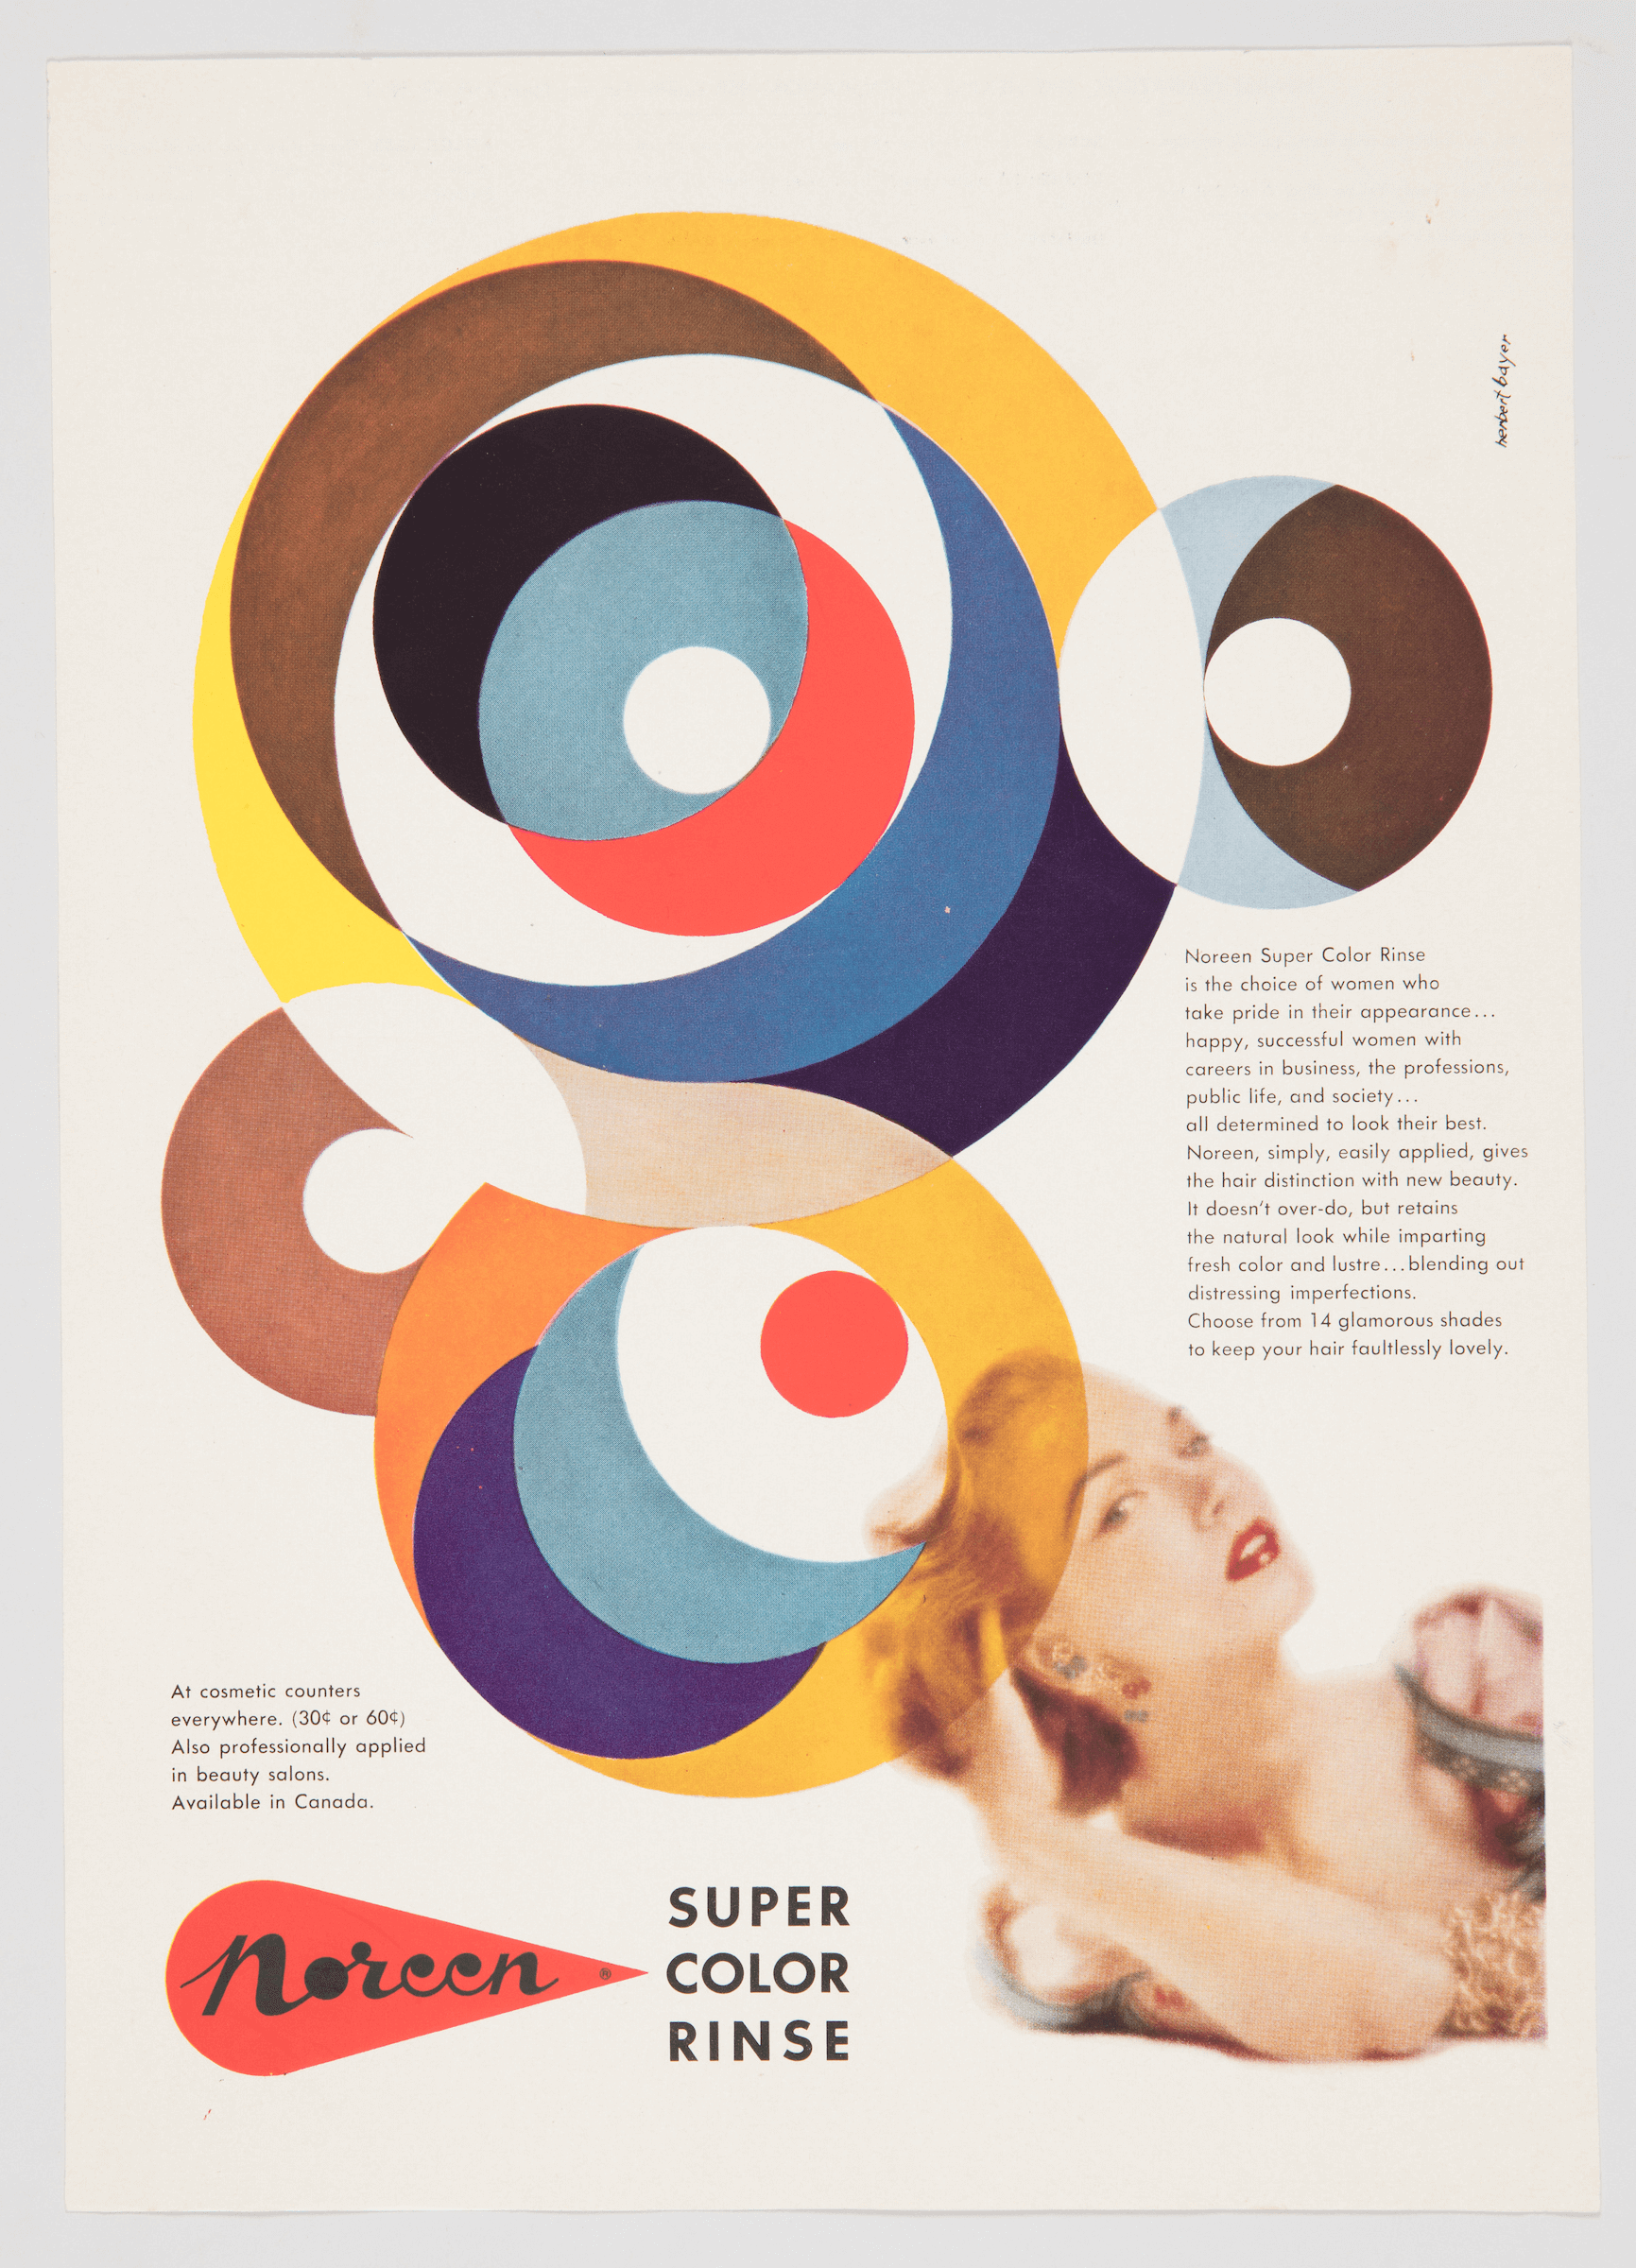 herbert bayer
Noreen Super Color Rinse
is the choice of women who
take pride in their appearance...
happy, successful women with
careers in business, the professions,
public life, and society...
all determined to look their best.
Noreen, simply, easily applied, gives
the hair distinction with new beauty.
It doesn't over-do, but retains
the natural look while imparting
fresh color and lustre...blending out
distressing imperfections.
Choose from 14 glamorous shades
to keep your hair faultlessly lovely.
At cosmetic counters
everywhere. (30¢ or 60¢)
Also professionally applied
in beauty salons.
Available in Canada.
noreen ®
SUPER
COLOR
RINSE